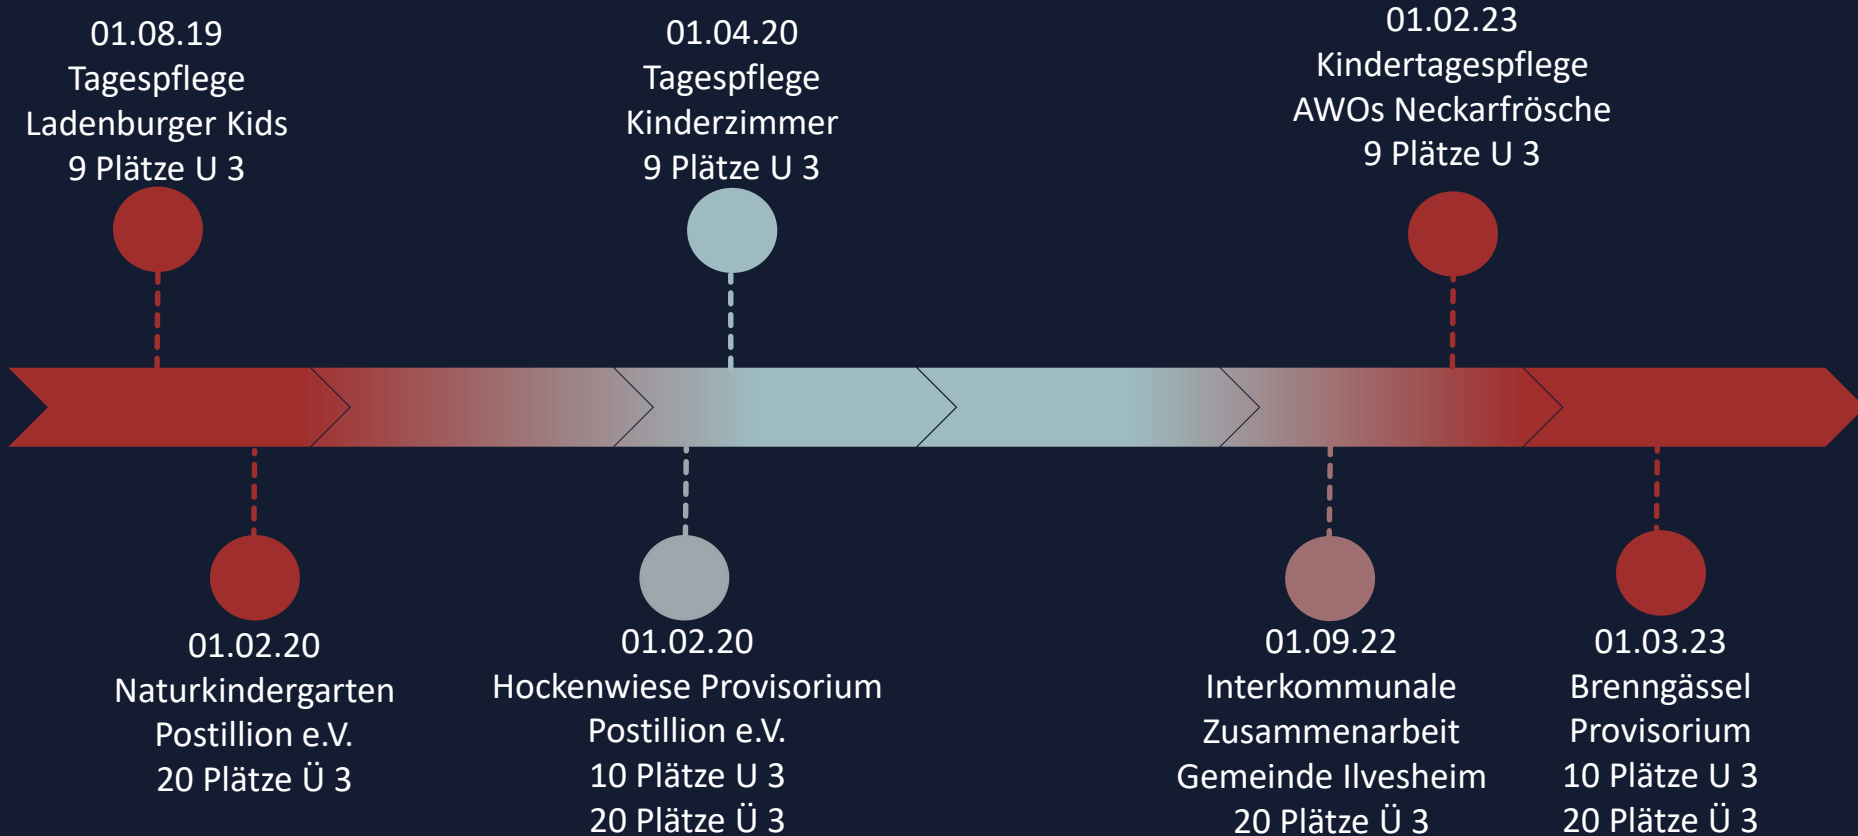 01.08.19
Tagespflege
Ladenburger Kids
9 Plätze U 3
01.04.20
Tagespflege
Kinderzimmer
9 Plätze U 3
01.02.23
Kindertagespflege
AWOs Neckarfrösche
9 Plätze U 3
01.02.20
Naturkindergarten
Postillion e.V.
20 Plätze Ü 3
01.02.20
Hockenwiese Provisorium
Postillion e.V.
10 Plätze U 3
20 Plätze Ü 3
01.09.22
Interkommunale
Zusammenarbeit
Gemeinde Ilvesheim
20 Plätze Ü 3
01.03.23
Brenngässel
Provisorium
10 Plätze U 3
20 Plätze Ü 3